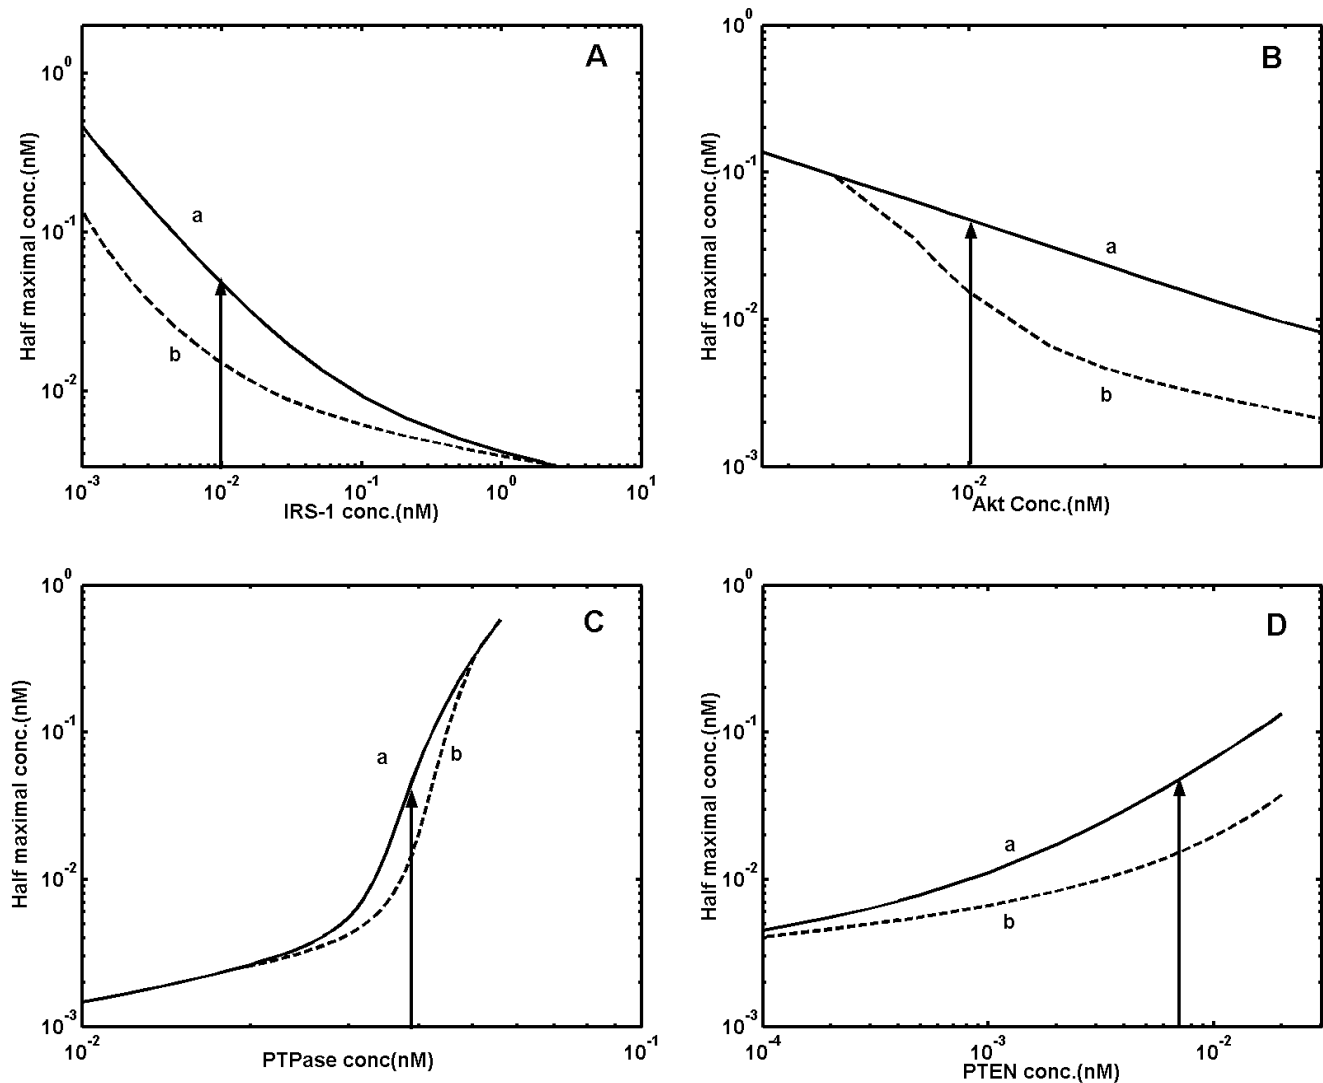 A
Half maximal conc.(nM)
10^0
10^-1
10^-2
a
b
10^-3 10^-2 10^-1 10^0 10^1
IRS-1 conc.(nM)
B
Half maximal conc.(nM)
10^0
10^-1
10^-2
10^-3
a
b
10^-2
Akt Conc.(nM)
C
Half maximal conc.(nM)
10^0
10^-1
10^-2
10^-3
a
b
10^-2 10^-1
PTPase conc(nM)
D
Half maximal conc.(nM)
10^0
10^-1
10^-2
10^-3
a
b
10^-4 10^-3 10^-2
PTEN conc.(nM)